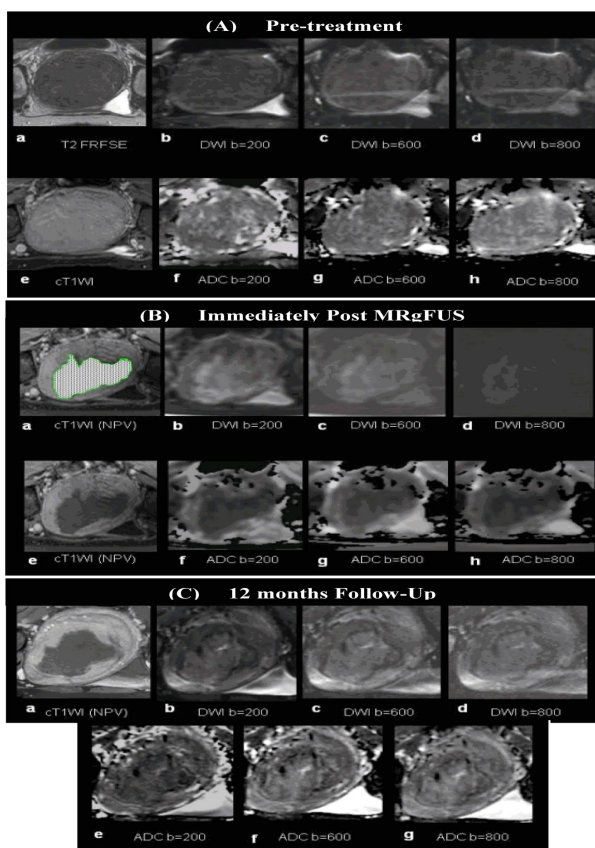 (A) Pre-treatment
a T2 FRFSE b DWI b=200 c DWI b=600 d DWI b=800
e cT1WI f ADC b=200 g ADC b=600 h ADC b=800
(B) Immediately Post MRgFUS
a cT1WI (NPV) b DWI b=200 c DWI b=600 d DWI b=800
e cT1WI (NPV) f ADC b=200 g ADC b=600 h ADC b=800
(C) 12 months Follow-Up
a cT1WI (NPV) b DWI b=200 c DWI b=600 d DWI b=800
e ADC b=200 f ADC b=600 g ADC b=800